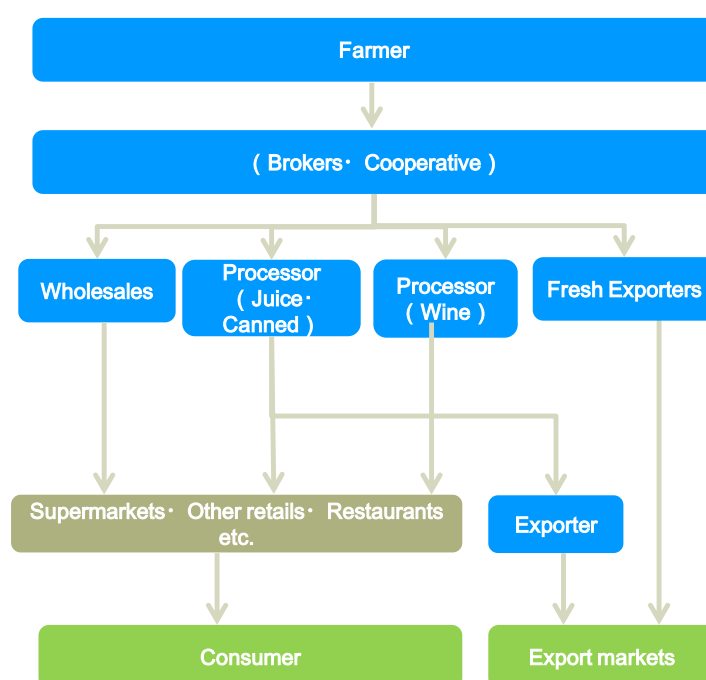 Farmer
( Brokers· Cooperative )
Wholesales
Processor
( Juice·
Canned )
Processor
( Wine )
Fresh Exporters
Supermarkets· Other retails· Restaurants
etc.
Exporter
Consumer
Export markets